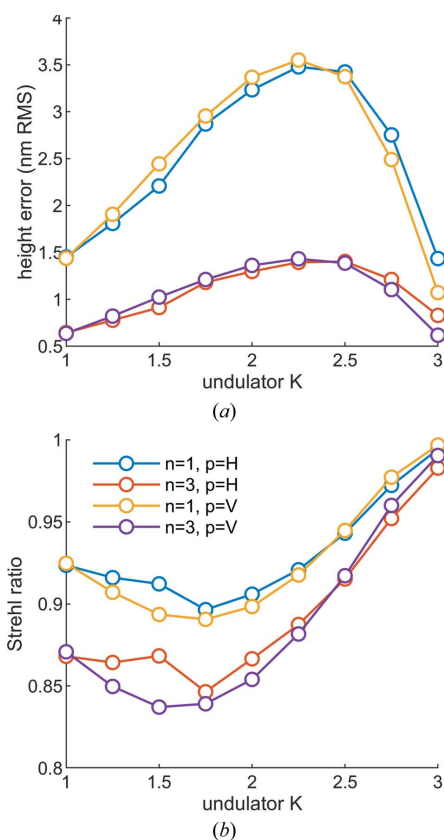 4
3.5
3
2.5
2
1.5
1
0.5
height error (nm RMS)
1 1.5 2 2.5 3
undulator K
(a)
1
0.95
0.9
0.85
0.8
Strehl ratio
n=1, p=H
n=3, p=H
n=1, p=V
n=3, p=V
1 1.5 2 2.5 3
undulator K
(b)